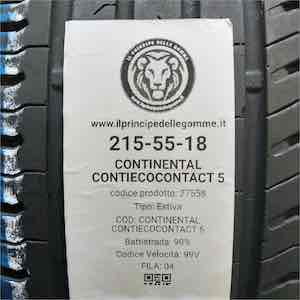 IL PRINCIPE DELLE GOMME
www.ilprincipedellegomme.it
215-55-18
CONTINENTAL
CONTIECOCONTACT 5
codice prodotto: 27558
Tipo: Estiva
COD: CONTINENTAL
CONTIECOCONTACT 5
Battistrada: 99%
Codice Velocità: 99V
FILA: 04